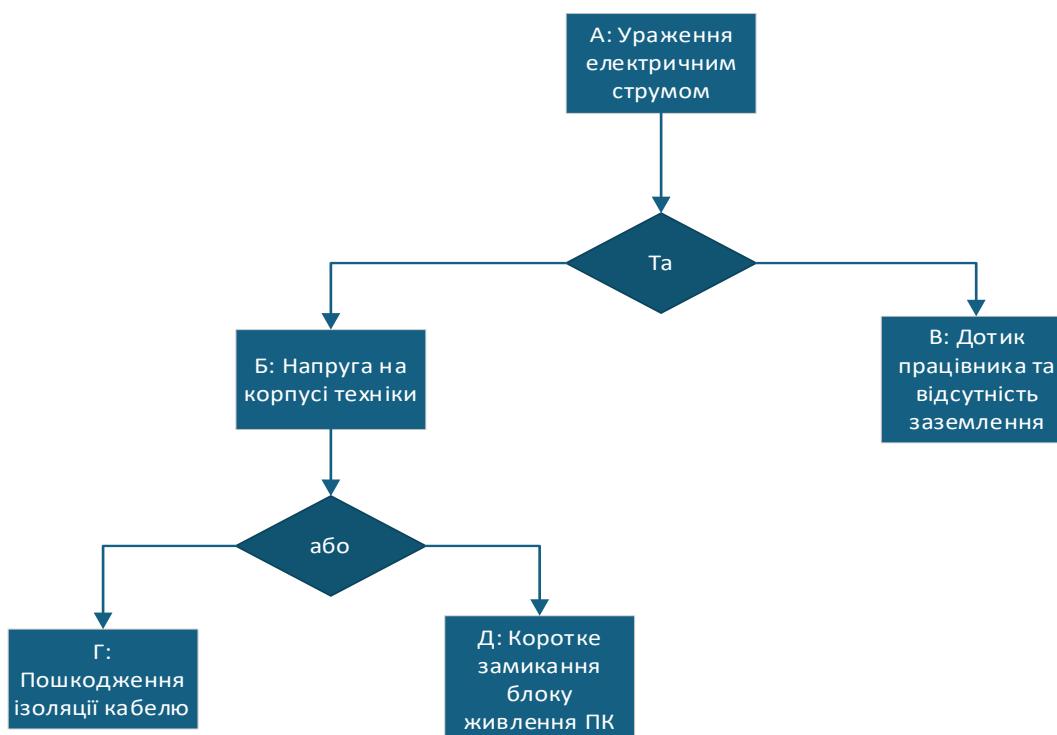 А: Ураження
електричним
струмом
Та
Б: Напруга на
корпусі техніки
В: Дотик
працівника та
відсутність
заземлення
або
Г:
Пошкодження
ізоляції кабелю
Д: Коротке
замикання
блоку
живлення ПК